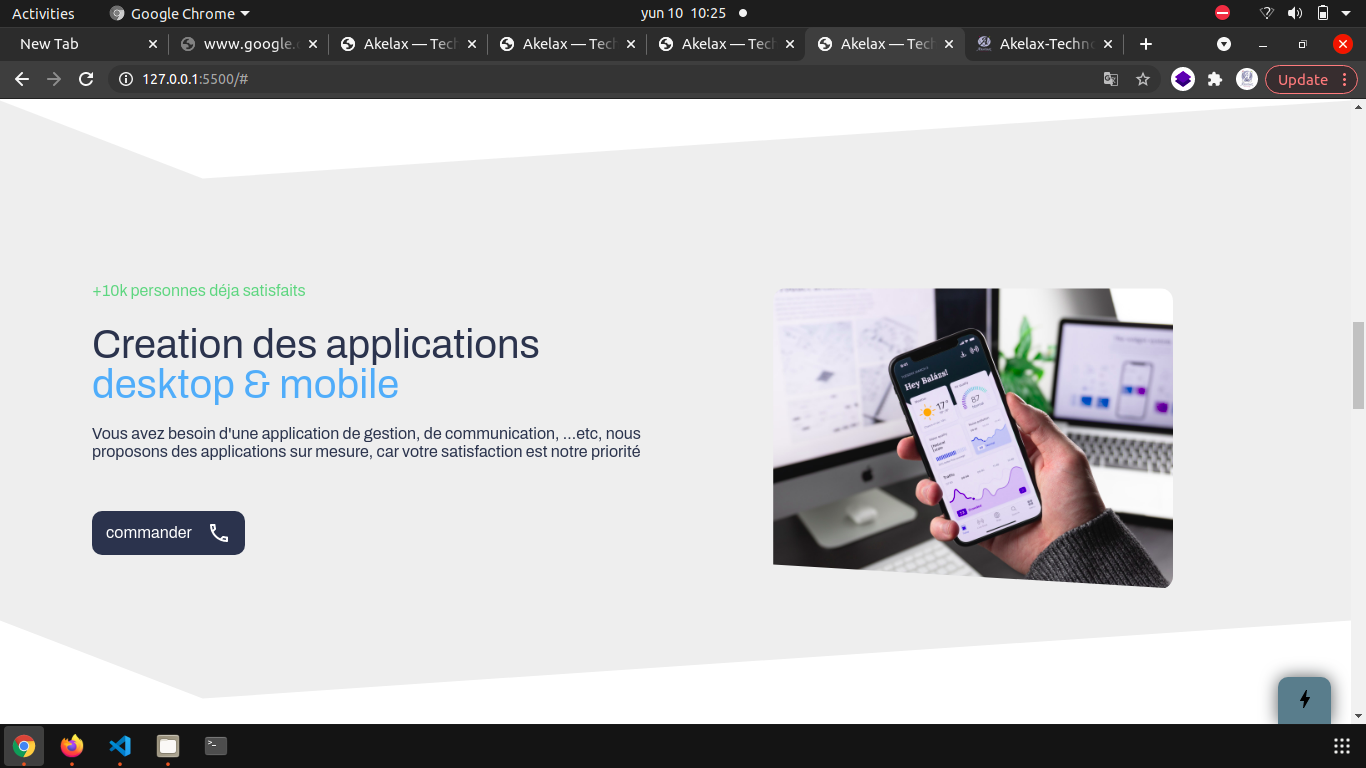 Activities
Google Chrome
yun 10 10:25
New Tab
www.google.
Akelax — Tech
Akelax — Tech
Akelax — Tech
Akelax — Tech
Akelax-Techno
127.0.0.1:5500/#
Update
+10k personnes déja satisfaits
Creation des applications
desktop & mobile
Vous avez besoin d'une application de gestion, de communication, ...etc, nous
proposons des applications sur mesure, car votre satisfaction est notre priorité
commander
Hey Balázs!
17°
87
Traffic